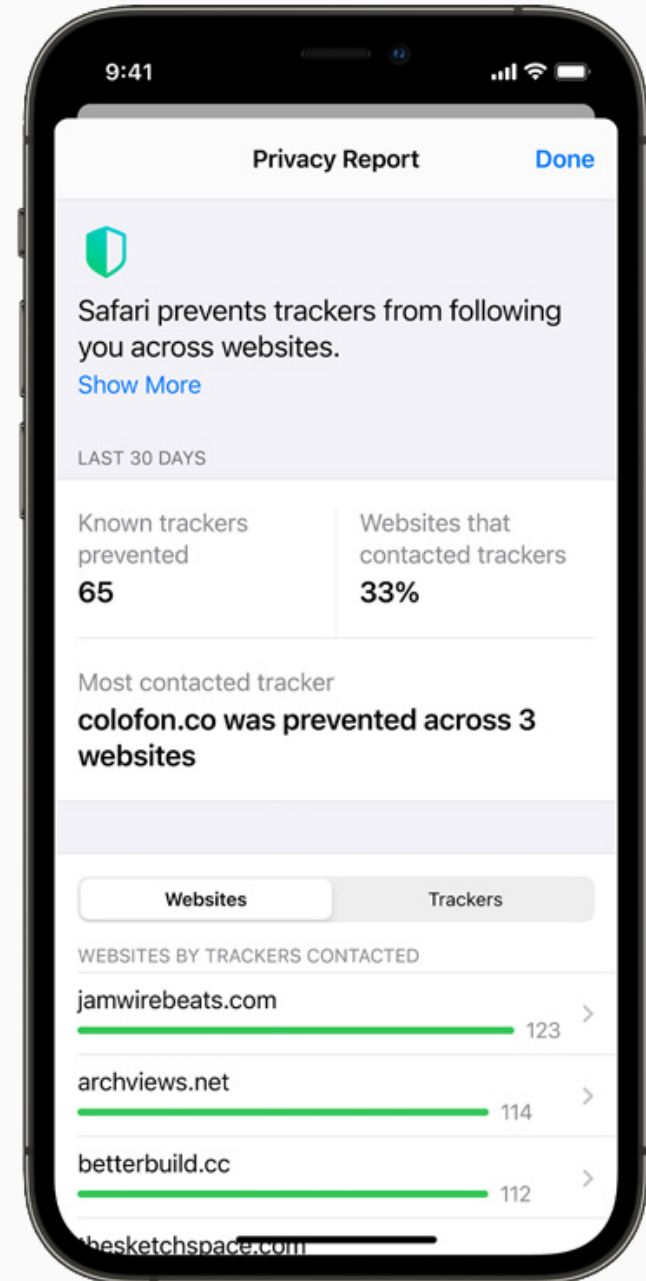 9:41
Privacy Report
Done
Safari prevents trackers from following
you across websites.
Show More
LAST 30 DAYS
Known trackers
prevented
65
Websites that
contacted trackers
33%
Most contacted tracker
colofon.co was prevented across 3
websites
Websites
Trackers
WEBSITES BY TRACKERS CONTACTED
jamwirebeats.com
123
archviews.net
114
betterbuild.cc
112
thesketchspace.com